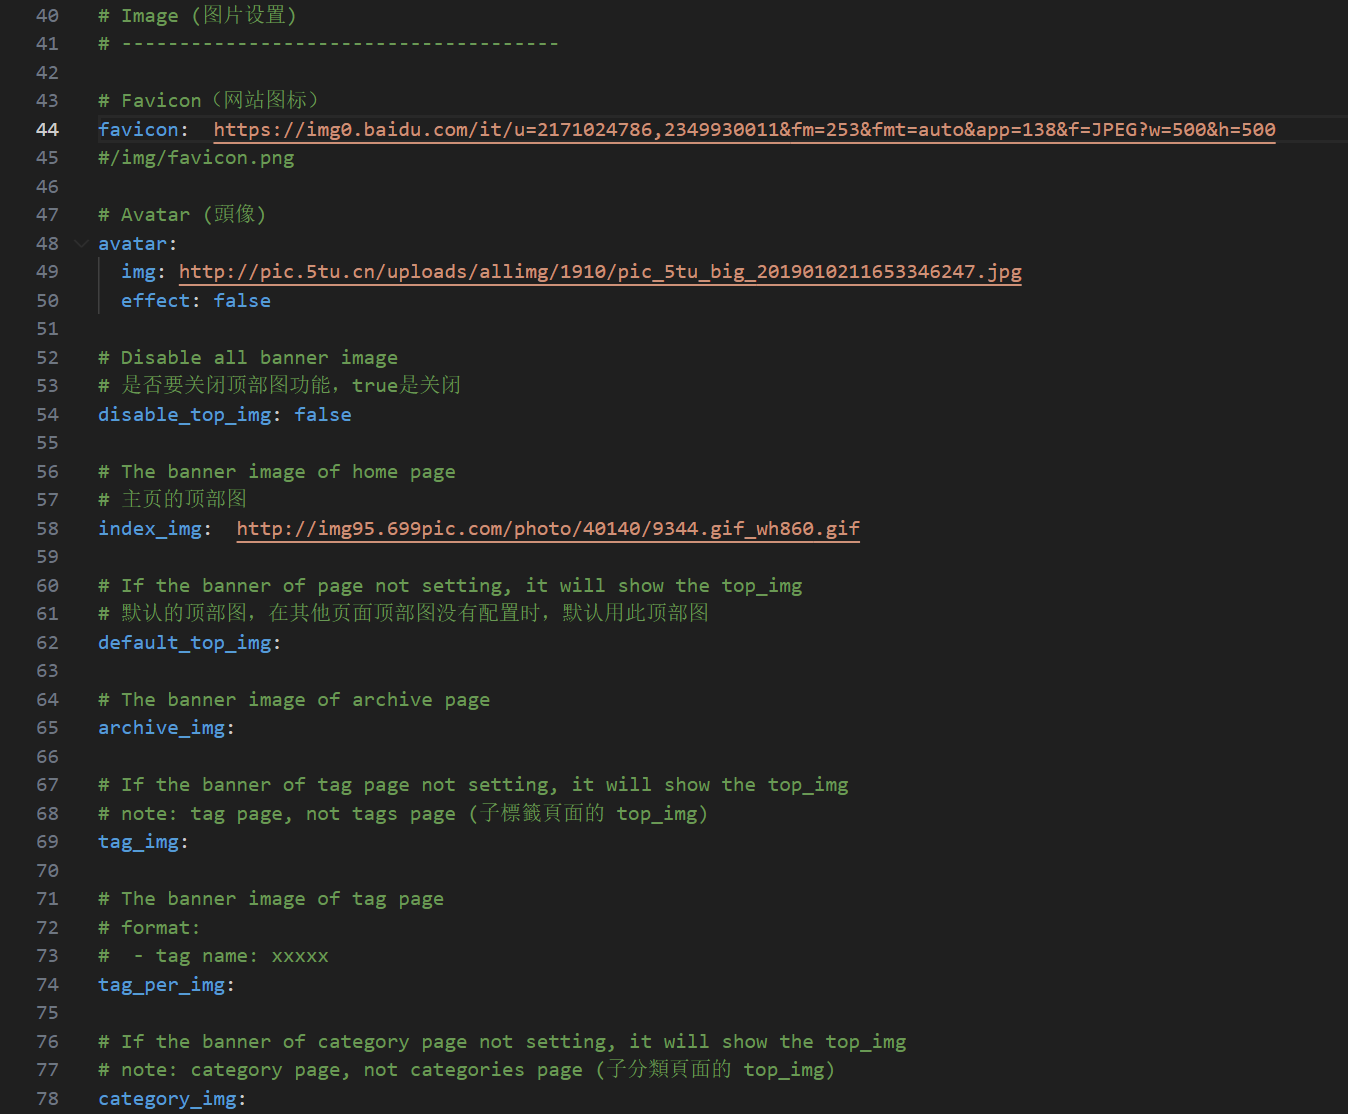 40 # Image (图片设置)
41 # --------------------------------------
42
43 # Favicon（网站图标）
44 favicon:  https://img0.baidu.com/it/u=2171024786,2349930011&fm=253&fmt=auto&app=138&f=JPEG?w=500&h=500
45 #/img/favicon.png
46
47 # Avatar (頭像)
48 avatar:
49   img: http://pic.5tu.cn/uploads/allimg/1910/pic_5tu_big_2019010211653346247.jpg
50   effect: false
51
52 # Disable all banner image
53 # 是否要关闭顶部图功能，true是关闭
54 disable_top_img: false
55
56 # The banner image of home page
57 # 主页的顶部图
58 index_img:  http://img95.699pic.com/photo/40140/9344.gif_wh860.gif
59
60 # If the banner of page not setting, it will show the top_img
61 # 默认的顶部图，在其他页面顶部图没有配置时，默认用此顶部图
62 default_top_img:
63
64 # The banner image of archive page
65 archive_img:
66
67 # If the banner of tag page not setting, it will show the top_img
68 # note: tag page, not tags page (子標籤頁面的 top_img)
69 tag_img:
70
71 # The banner image of tag page
72 # format:
73 #  - tag name: xxxxx
74 tag_per_img:
75
76 # If the banner of category page not setting, it will show the top_img
77 # note: category page, not categories page (子分類頁面的 top_img)
78 category_img: